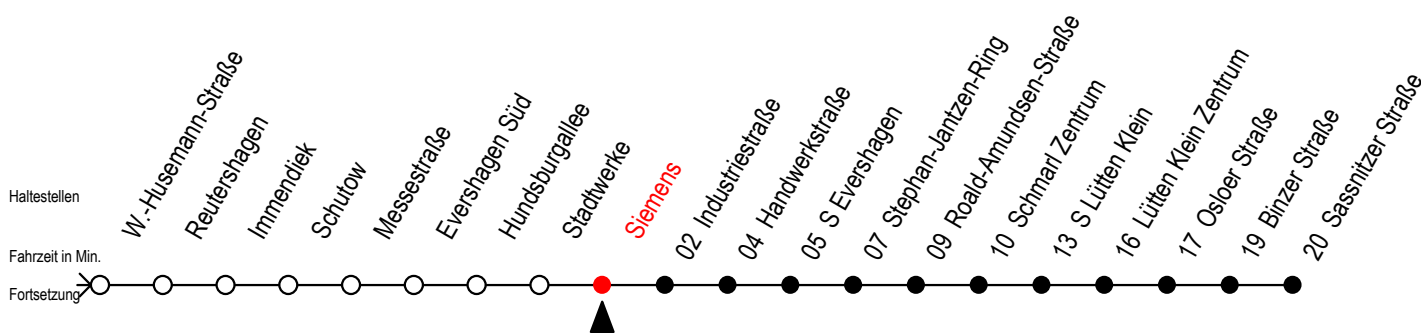 Haltestellen
W.-Husemann-Straße
Reutershagen
Immendiek
Schutow
Messestraße
Evershagen Süd
Hundsburgallee
Stadtwerke
Siemens
02 Industriestraße
04 Handwerkstraße
05 S Evershagen
07 Stephan-Jantzen-Ring
09 Roald-Amundsen-Straße
10 Schmarl Zentrum
13 S Lütten Klein
16 Lütten Klein Zentrum
17 Osloer Straße
19 Binzer Straße
20 Sassnitzer Straße
Fahrzeit in Min.
Fortsetzung